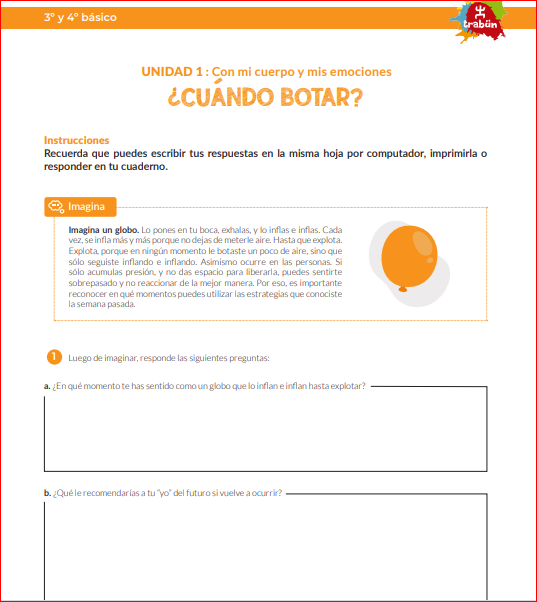 3º y 4º básico
trabün
UNIDAD 1 : Con mi cuerpo y mis emociones
¿CUÁNDO BOTAR?
Instrucciones
Recuerda que puedes escribir tus respuestas en la misma hoja por computador, imprimirla o
responder en tu cuaderno.
Imagina
Imagina un globo. Lo pones en tu boca, exhalas, y lo inflas e inflas. Cada
vez, se infla más y más porque no dejas de meterle aire. Hasta que explota.
Explota, porque en ningún momento le botaste un poco de aire, sino que
sólo seguiste inflando e inflando. Asimismo ocurre en las personas. Si
sólo acumulas presión, y no das espacio para liberarla, puedes sentirte
sobrepasado y no reaccionar de la mejor manera. Por eso, es importante
reconocer en qué momentos puedes utilizar las estrategias que conociste
la semana pasada.
1 Luego de imaginar, responde las siguientes preguntas:
a. ¿En qué momento te has sentido como un globo que lo inflan e inflan hasta explotar?
b. ¿Qué le recomendarías a tu "yo" del futuro si vuelve a ocurrir?